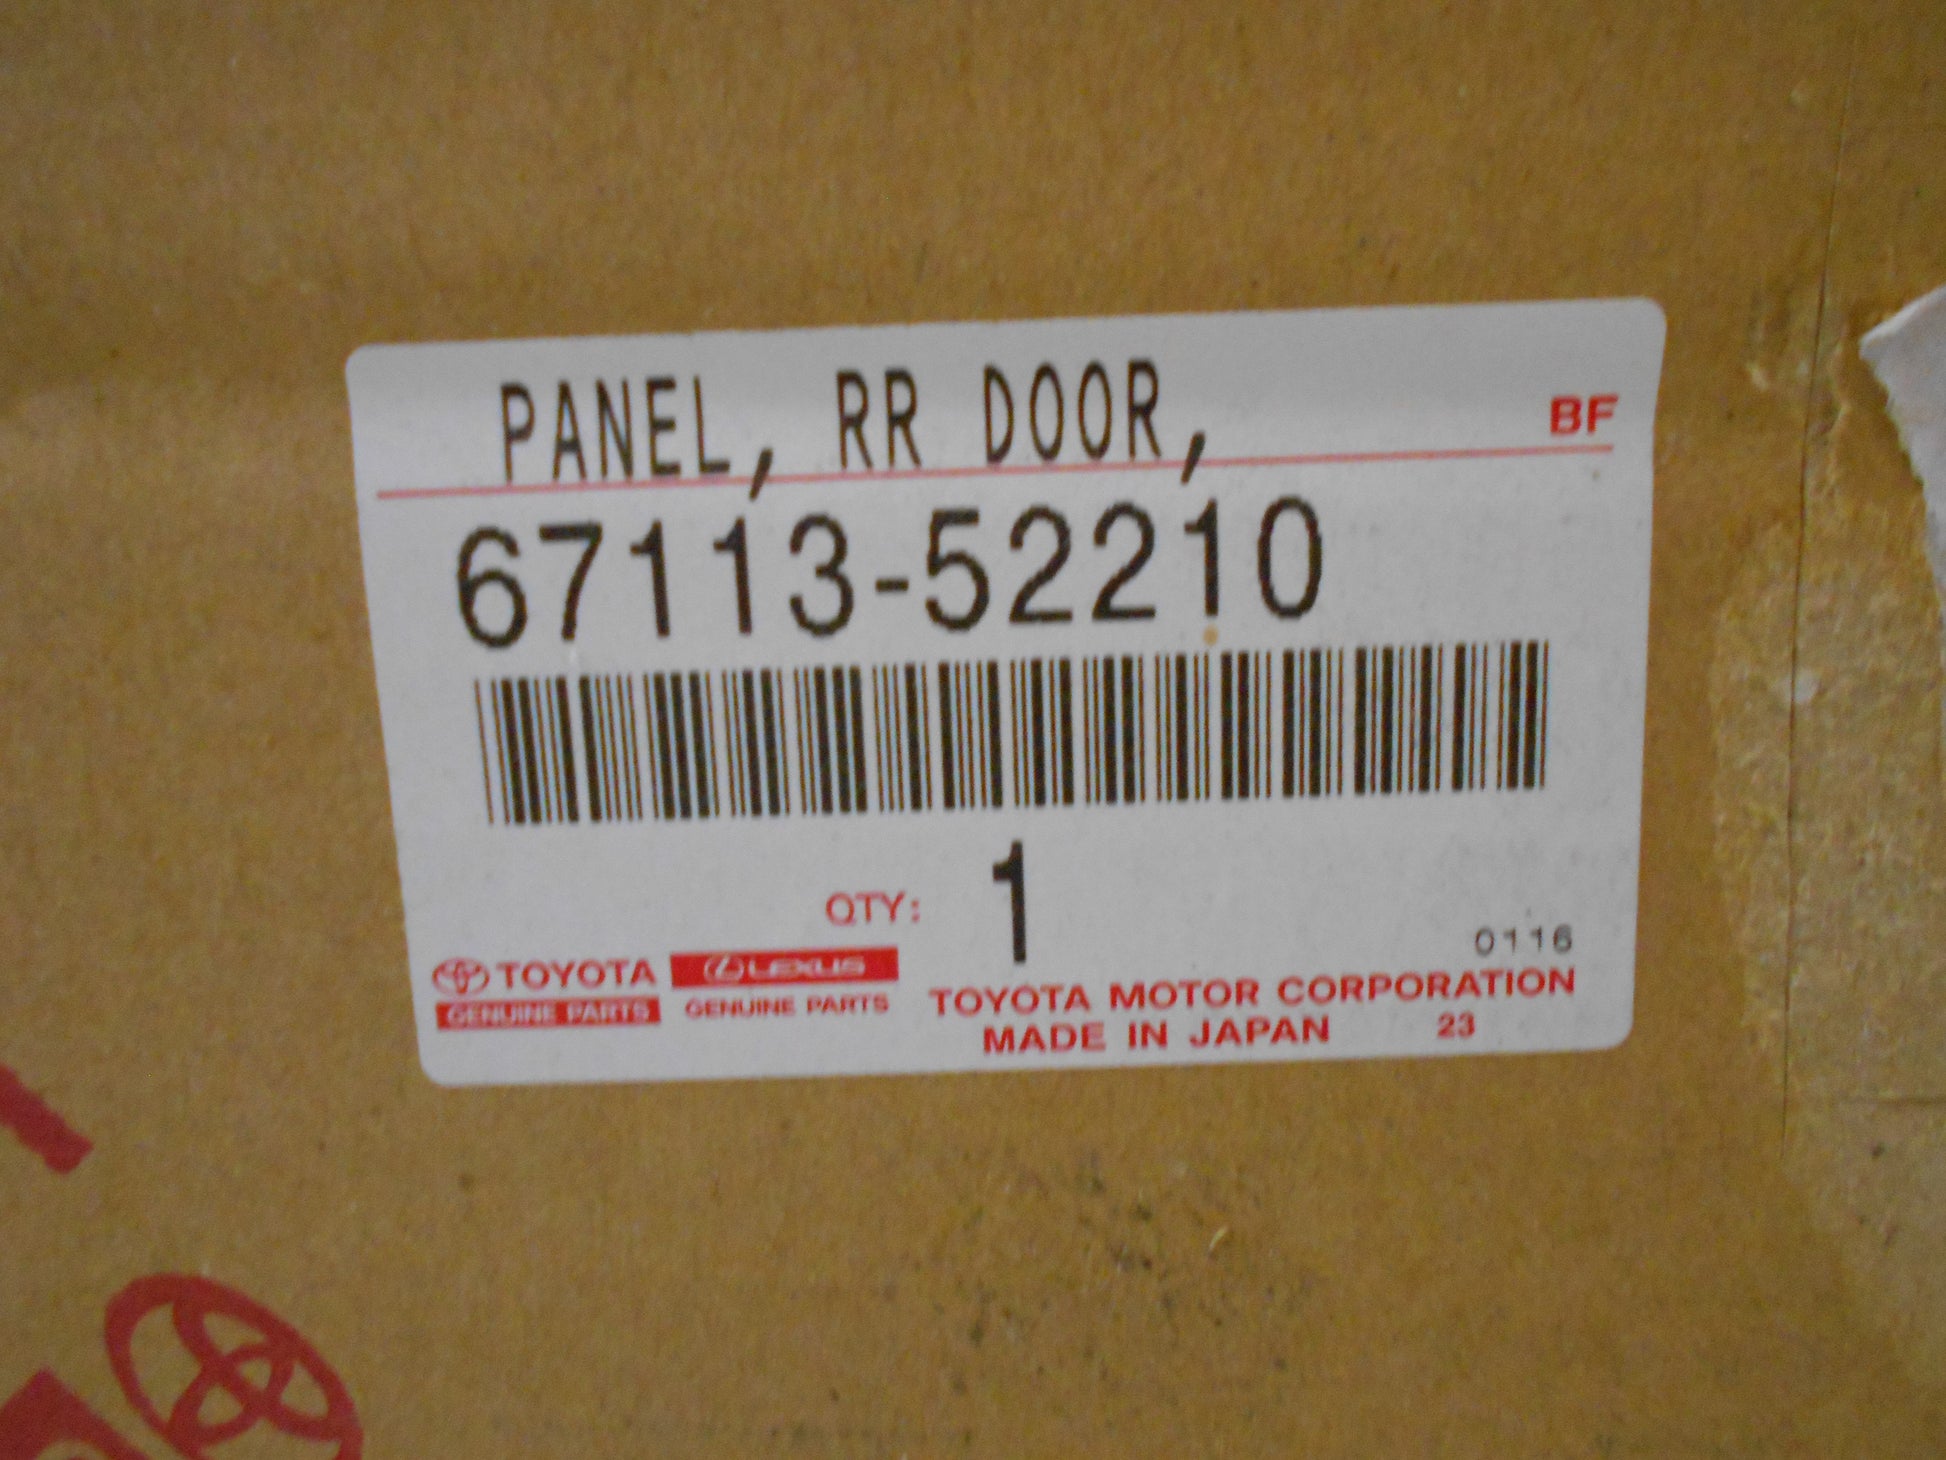 PANEL, RR DOOR,
BF
67113-52210
QTY: 1
0116
TOYOTA
GENUINE PARTS
LEXUS
GENUINE PARTS
TOYOTA MOTOR CORPORATION
MADE IN JAPAN 23